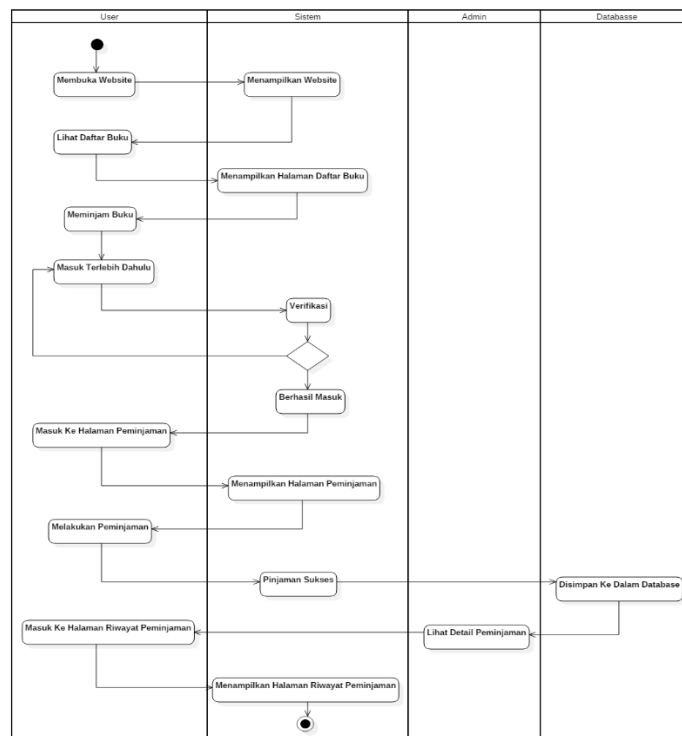 User
Sistem
Admin
Databasse
Membuka Website
Menampilkan Website
Lihat Daftar Buku
Menampilkan Halaman Daftar Buku
Meminjam Buku
Masuk Terlebih Dahulu
Verifikasi
Berhasil Masuk
Masuk Ke Halaman Peminjaman
Menampilkan Halaman Peminjaman
Melakukan Peminjaman
Pinjaman Sukses
Disimpan Ke Dalam Database
Masuk Ke Halaman Riwayat Peminjaman
Lihat Detail Peminjaman
Menampilkan Halaman Riwayat Peminjaman